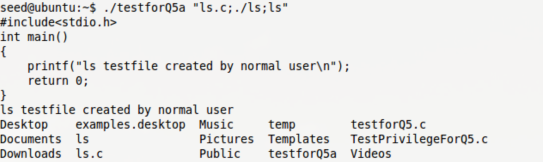 seed@ubuntu:~$ ./testforQ5a "ls.c;./ls;ls"
#include<stdio.h>
int main()
{
    printf("ls testfile created by normal user\n");
    return 0;
}
ls testfile created by normal user
Desktop    examples.desktop  Music     temp        testforQ5.c
Documents  ls                Pictures  Templates   TestPrivilegeForQ5.c
Downloads  ls.c              Public    testforQ5a  Videos